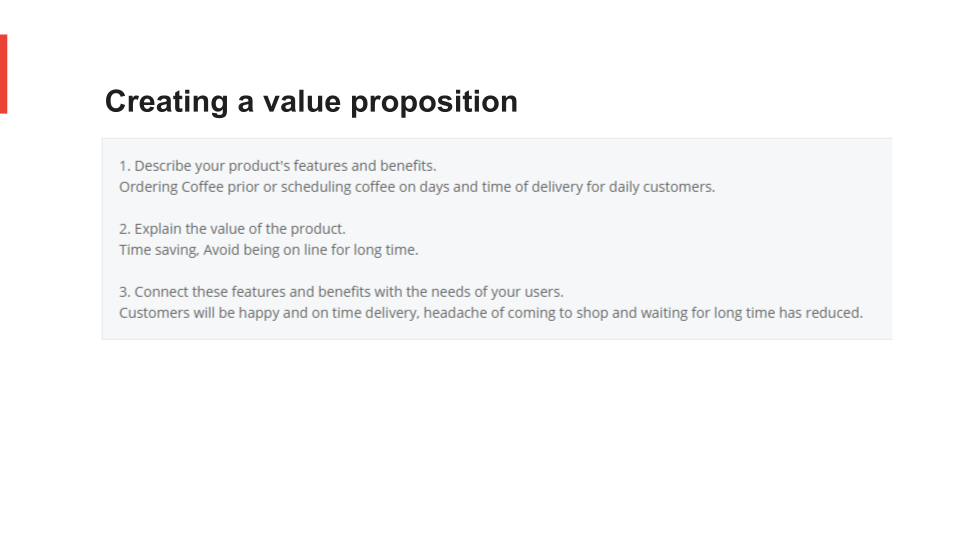 Creating a value proposition
1. Describe your product's features and benefits.
Ordering Coffee prior or scheduling coffee on days and time of delivery for daily customers.
2. Explain the value of the product.
Time saving, Avoid being on line for long time.
3. Connect these features and benefits with the needs of your users.
Customers will be happy and on time delivery, headache of coming to shop and waiting for long time has reduced.